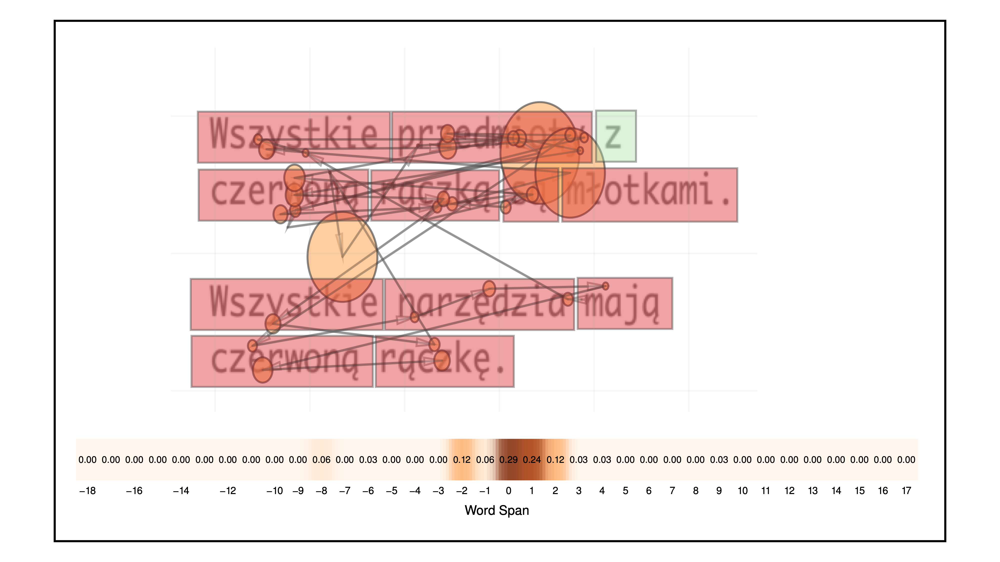 Wszystkie przedmioty z
czerwoną rączką są młotkami.
Wszystkie narzędzia mają
czerwoną rączkę.
0.00 0.00 0.00 0.00 0.00 0.00 0.00 0.00 0.00 0.00 0.06 0.00 0.03 0.00 0.00 0.00 0.12 0.06 0.29 0.24 0.12 0.03 0.03 0.00 0.00 0.00 0.00 0.03 0.00 0.00 0.00 0.00 0.00 0.00 0.00 0.00
−18 −16 −14 −12 −10 −9 −8 −7 −6 −5 −4 −3 −2 −1 0 1 2 3 4 5 6 7 8 9 10 11 12 13 14 15 16 17
Word Span